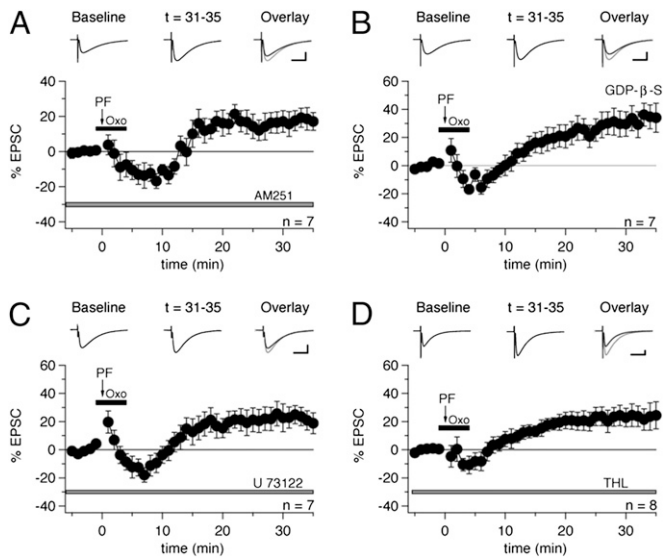 A
Baseline t = 31-35 Overlay
40
20
0
-20
-40
% EPSC
PF
Oxo
AM251
n = 7
0 10 20 30
time (min)
B
Baseline t = 31-35 Overlay
60
40
20
0
-20
-40
% EPSC
PF
Oxo
GDP-β-S
n = 7
0 10 20 30
time (min)
C
Baseline t = 31-35 Overlay
60
40
20
0
-20
-40
% EPSC
PF
Oxo
U 73122
n = 7
0 10 20 30
time (min)
D
Baseline t = 31-35 Overlay
60
40
20
0
-20
-40
% EPSC
PF
Oxo
THL
n = 8
0 10 20 30
time (min)